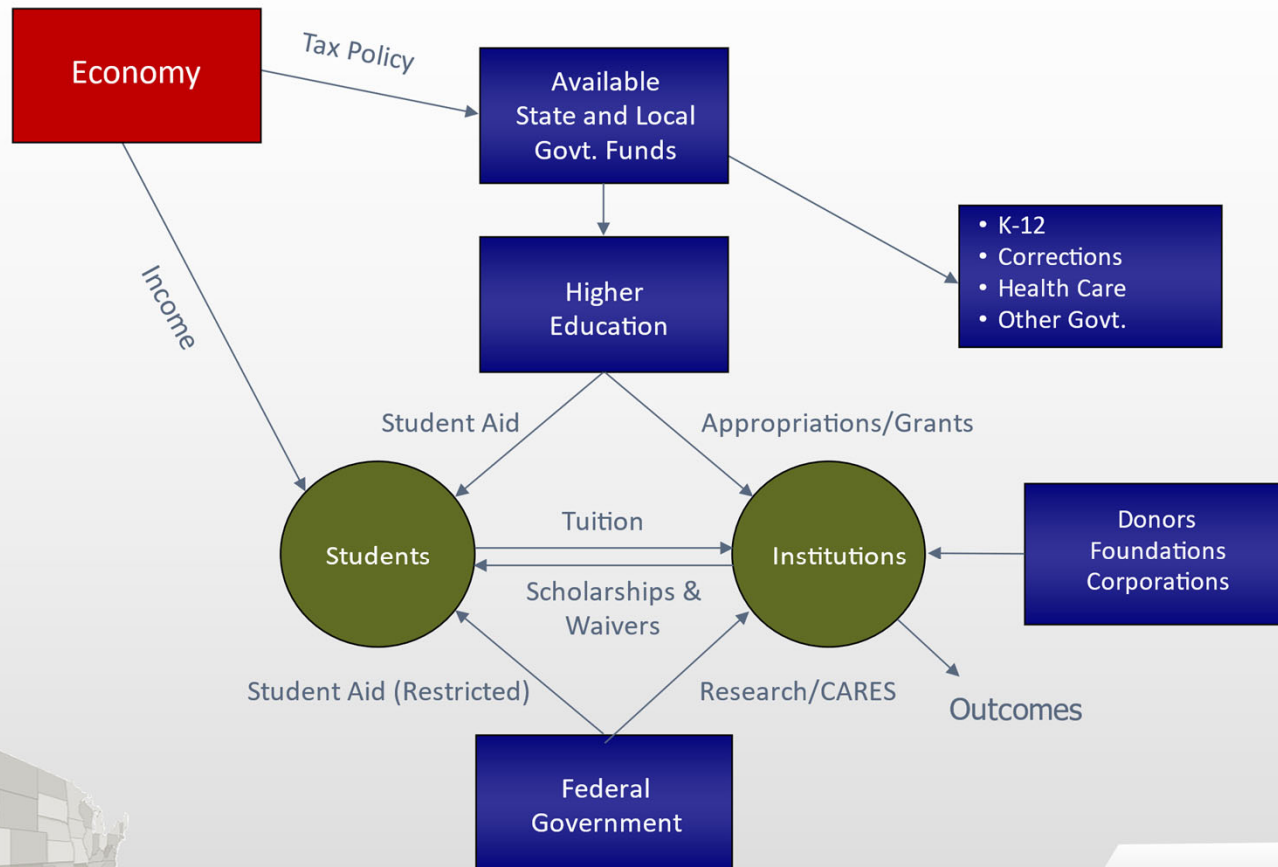 Economy
Tax Policy
Available
State and Local
Govt. Funds
• K-12
• Corrections
• Health Care
• Other Govt.
Income
Higher
Education
Student Aid
Appropriations/Grants
Students
Tuition
Scholarships &
Waivers
Institutions
Donors
Foundations
Corporations
Student Aid (Restricted)
Research/CARES
Outcomes
Federal
Government